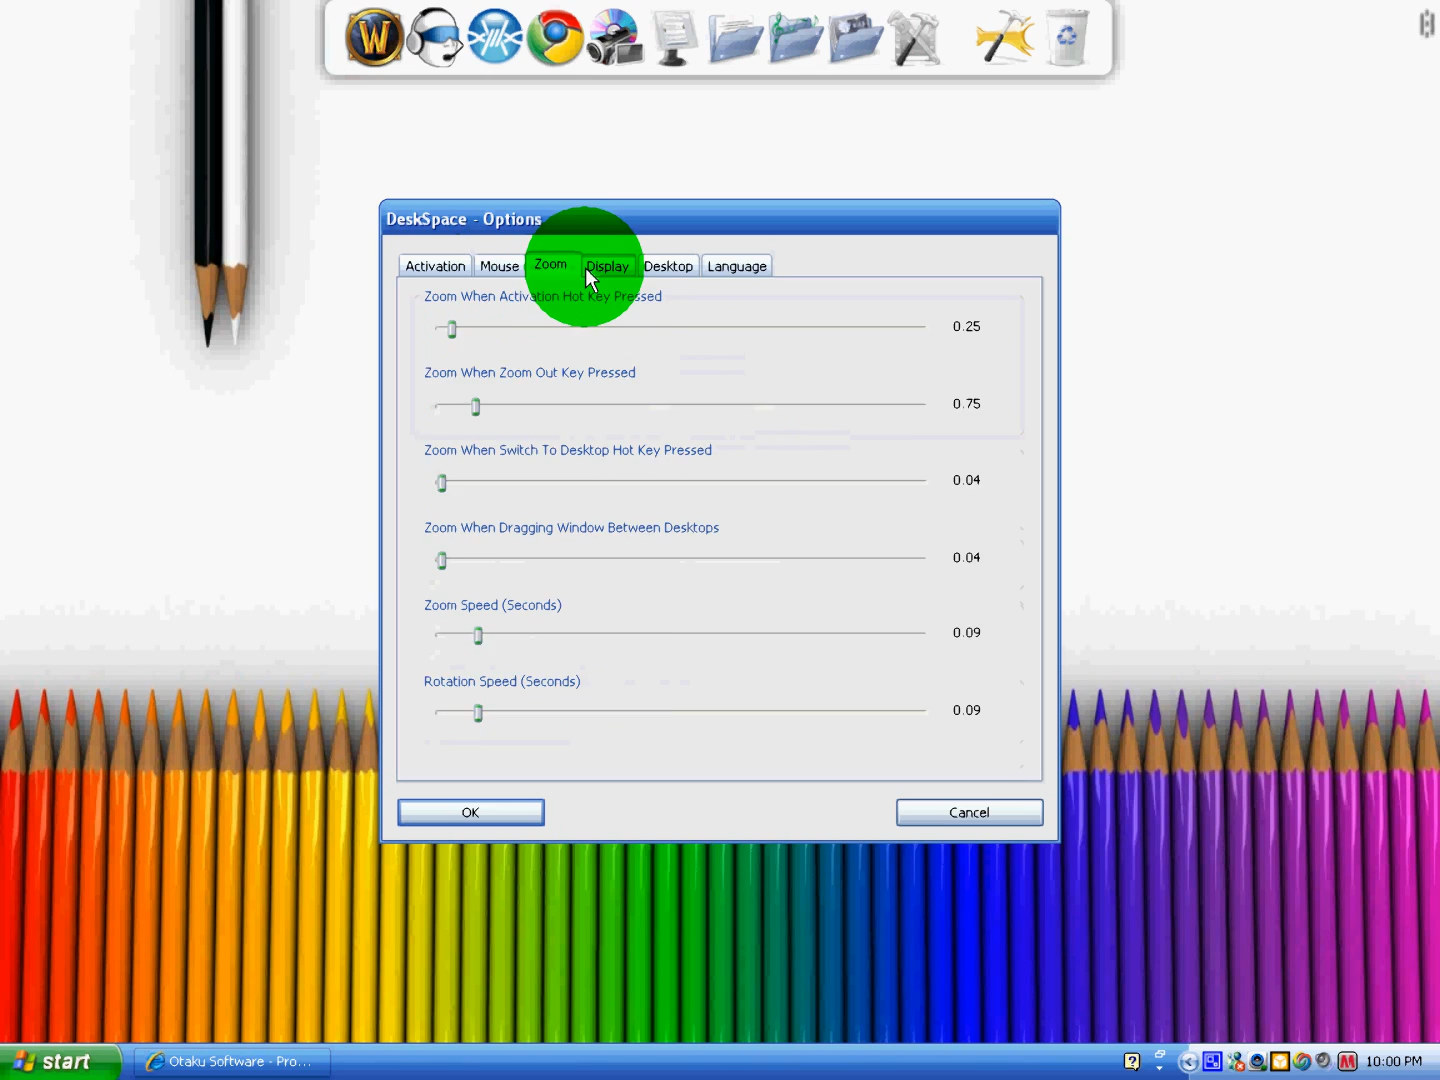 W
DeskSpace - Options
Activation Mouse Zoom Display Desktop Language
Zoom When Activation Hot Key Pressed
0.25
Zoom When Zoom Out Key Pressed
0.75
Zoom When Switch To Desktop Hot Key Pressed
0.04
Zoom When Dragging Window Between Desktops
0.04
Zoom Speed (Seconds)
0.09
Rotation Speed (Seconds)
0.09
OK Cancel
start Otaku Software - Pro... 10:00 PM